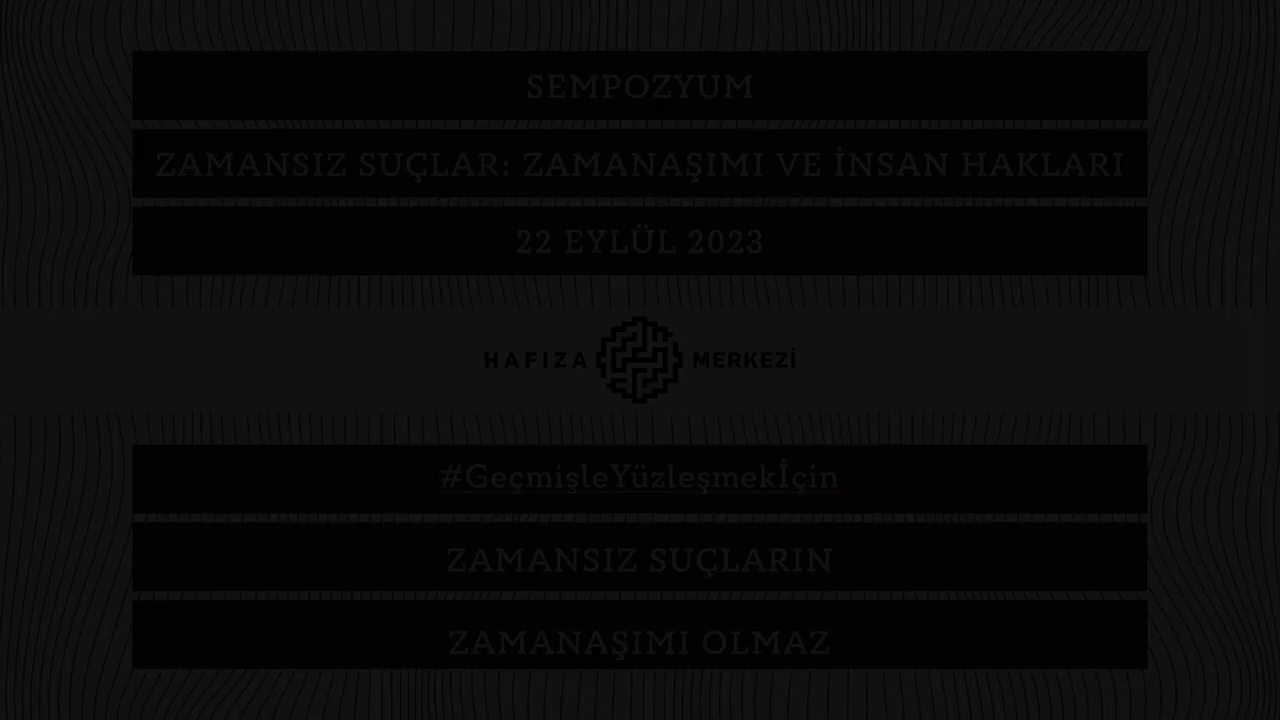 SEMPOZYUM
ZAMANSIZ SUÇLAR: ZAMANAŞIMI VE İNSAN HAKLARI
22 EYLÜL 2023
HAFIZA MERKEZİ
#GeçmişleYüzleşmekİçin
ZAMANSIZ SUÇLARIN
ZAMANAŞIMI OLMAZ